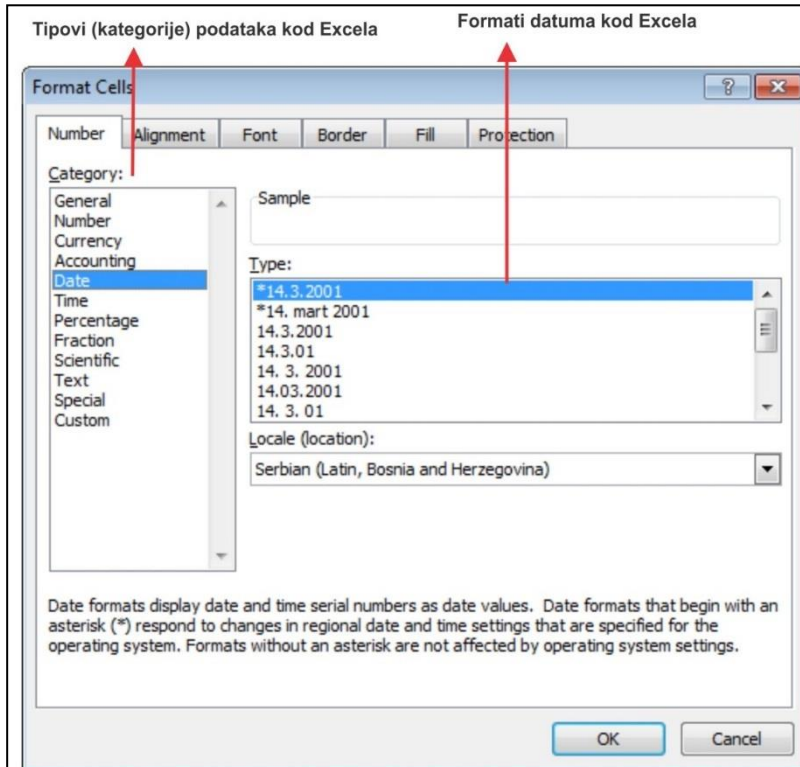 Tipovi (kategorije) podataka kod Excela
Formati datuma kod Excela
Format Cells
Number Alignment Font Border Fill Protection
Category:
General
Number
Currency
Accounting
Date
Time
Percentage
Fraction
Scientific
Text
Special
Custom
Sample
Type:
*14.3.2001
*14. mart 2001
14.3.2001
14.3.01
14. 3. 2001
14.03.2001
14. 3. 01
Locale (location):
Serbian (Latin, Bosnia and Herzegovina)
Date formats display date and time serial numbers as date values. Date formats that begin with an
asterisk (*) respond to changes in regional date and time settings that are specified for the
operating system. Formats without an asterisk are not affected by operating system settings.
OK Cancel